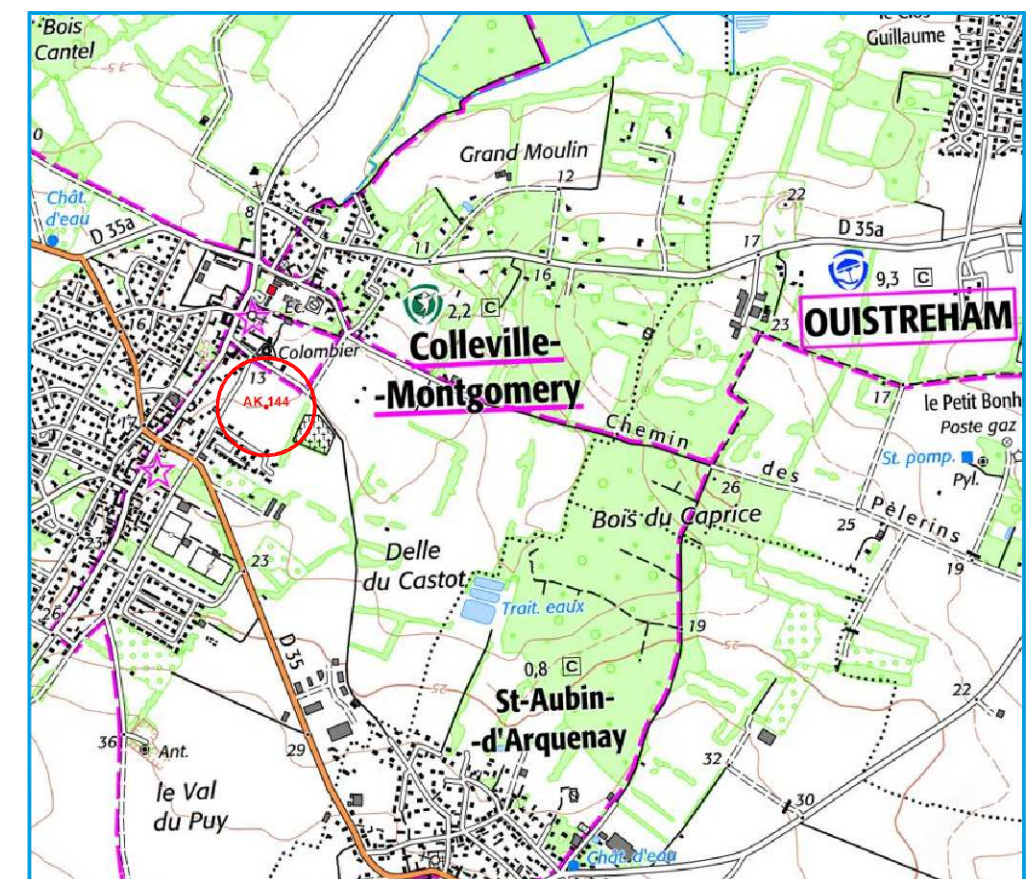 Bois
Cantel
le Clos
Guillaume
Grand Moulin
12
22
Chât.
d'eau
8
D 35a
11
17
D 35a
16
9,3 C
Ec.
2,2 C
OUISTREHAM
16
23
Colombier
Colleville-
-Montgomery
13
AK 144
17
le Petit Bonh
Poste gaz
17
Chemin des Pèlerins
St. pomp.
Pyl.
26
Bois du Caprice
25
23
Delle
du Castot
23
19
Trait. eaux
26
19
25
D 35
0,8 C
25
St-Aubin-
-d'Arquenay
22
36
Ant.
29
32
le Val
du Puy
30
Chât. d'eau